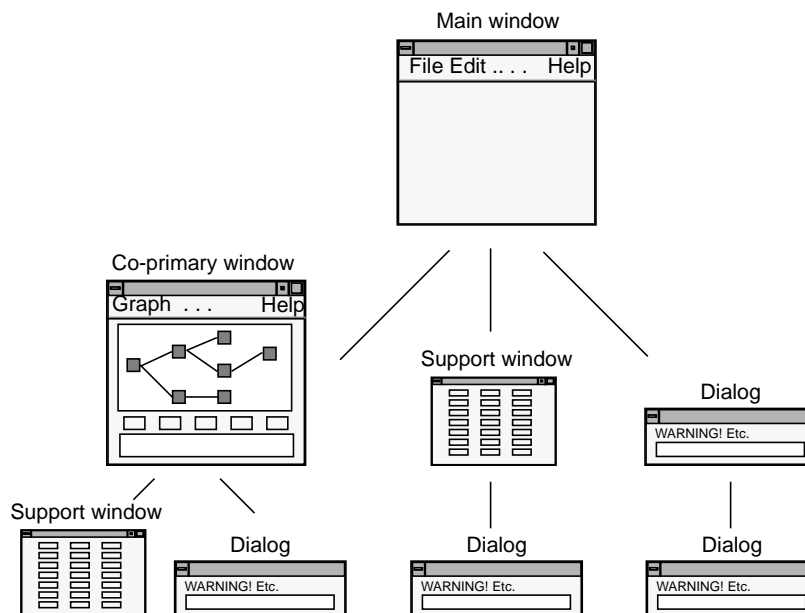 Main window
File Edit .. . . Help
Co-primary window
Graph . . . Help
Support window
Dialog
WARNING! Etc.
Support window
Dialog
WARNING! Etc.
Dialog
WARNING! Etc.
Dialog
WARNING! Etc.